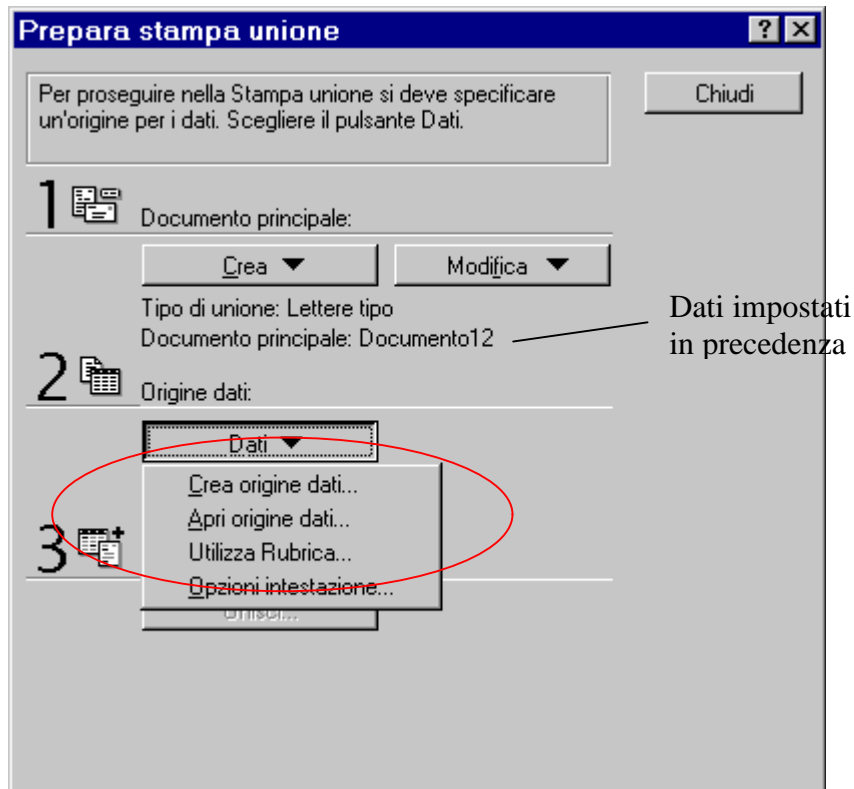 Prepara stampa unione
Per proseguire nella Stampa unione si deve specificare
un'origine per i dati. Scegliere il pulsante Dati.
Chiudi
1
Documento principale:
Crea
Modifica
Tipo di unione: Lettere tipo
Documento principale: Documento12
Dati impostati
in precedenza
2
Origine dati:
Dati
Crea origine dati...
Apri origine dati...
Utilizza Rubrica...
Opzioni intestazione...
3
Unisci...